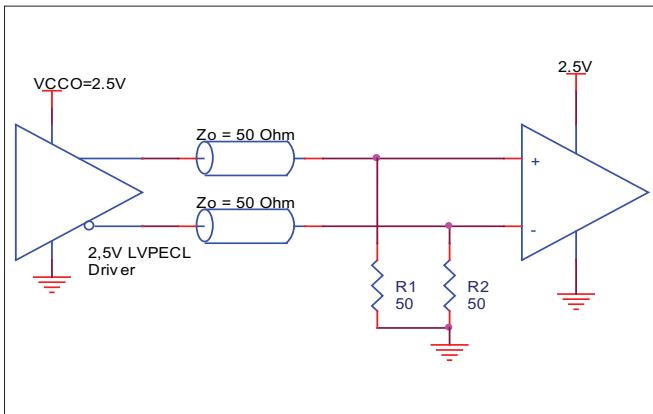 VCCO=2.5V
2.5V
Zo = 50 Ohm
+
Zo = 50 Ohm
-
2,5V LVPECL
Driver
R1
50
R2
50